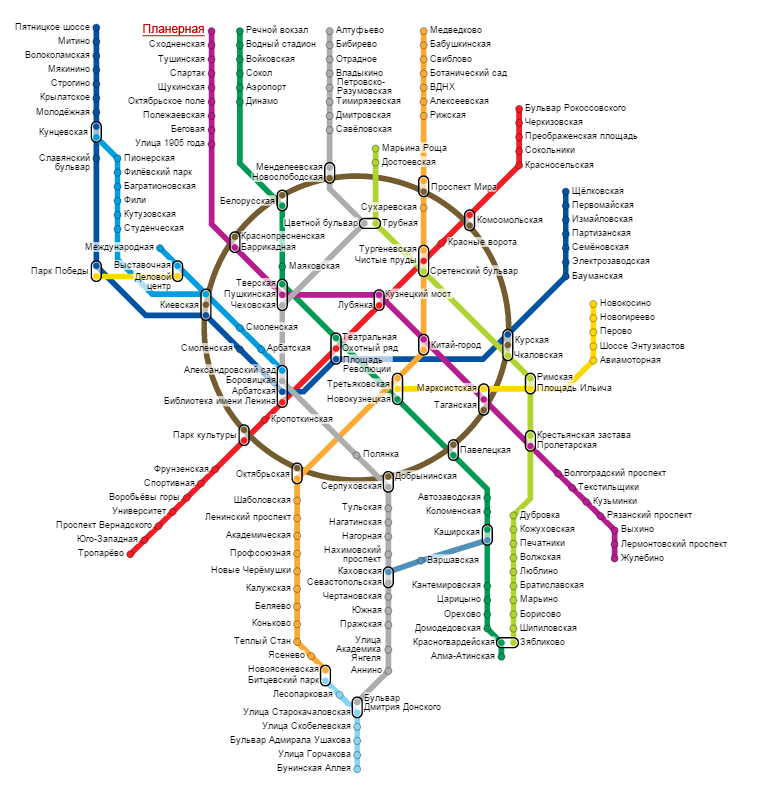 Пятницкое шоссе
Митино
Волоколамская
Мякинино
Строгино
Крылатское
Молодёжная
Кунцевская
Славянский
бульвар
Парк Победы
Планерная
Сходненская
Тушинская
Спартак
Щукинская
Октябрьское поле
Полежаевская
Беговая
Улица 1905 года
Пионерская
Филёвский парк
Багратионовская
Фили
Кутузовская
Студенческая
Международная
Выставочная
Деловой
центр
Киевская
Речной вокзал
Водный стадион
Войковская
Сокол
Аэропорт
Динамо
Белорусская
Краснопресненская
Баррикадная
Алтуфьево
Бибирево
Отрадное
Владыкино
Петровско-
Разумовская
Тимирязевская
Дмитровская
Савёловская
Менделеевская
Новослободская
Цветной бульвар
Трубная
Марьина Роща
Достоевская
Медведково
Бабушкинская
Свиблово
Ботанический сад
ВДНХ
Алексеевская
Рижская
Проспект Мира
Сухаревская
Тургеневская
Чистые пруды
Сретенский бульвар
Бульвар Рокоссовского
Черкизовская
Преображенская площадь
Сокольники
Красносельская
Комсомольская
Красные ворота
Щёлковская
Первомайская
Измайловская
Партизанская
Семёновская
Электрозаводская
Бауманская
Курская
Чкаловская
Новокосино
Новогиреево
Перово
Шоссе Энтузиастов
Авиамоторная
Римская
Площадь Ильича
Маяковская
Тверская
Пушкинская
Чеховская
Кузнецкий мост
Лубянка
Смоленская
Арбатская
Смоленская
Театральная
Охотный ряд
Площадь
Революции
Китай-город
Александровский сад
Боровицкая
Арбатская
Библиотека имени Ленина
Третьяковская
Новокузнецкая
Марксистская
Таганская
Кропоткинская
Парк культуры
Фрунзенская
Спортивная
Воробьёвы горы
Университет
Проспект Вернадского
Юго-Западная
Тропарёво
Полянка
Октябрьская
Добрынинская
Серпуховская
Павелецкая
Крестьянская застава
Пролетарская
Волгоградский проспект
Текстильщики
Кузьминки
Рязанский проспект
Выхино
Лермонтовский проспект
Жулебино
Шаболовская
Ленинский проспект
Академическая
Профсоюзная
Новые Черёмушки
Калужская
Беляево
Коньково
Теплый Стан
Ясенево
Новоясеневская
Битцевский парк
Лесопарковая
Улица Старокачаловская
Улица Скобелевская
Бульвар Адмирала Ушакова
Улица Горчакова
Бунинская Аллея
Тульская
Нагатинская
Нагорная
Нахимовский
проспект
Каховская
Севастопольская
Чертановская
Южная
Пражская
Улица
Академика
Янгеля
Аннино
Бульвар
Дмитрия Донского
Варшавская
Автозаводская
Коломенская
Каширская
Кантемировская
Царицыно
Орехово
Домодедовская
Красногвардейская
Алма-Атинская
Дубровка
Кожуховская
Печатники
Волжская
Люблино
Братиславская
Марьино
Борисово
Шипиловская
Зябликово